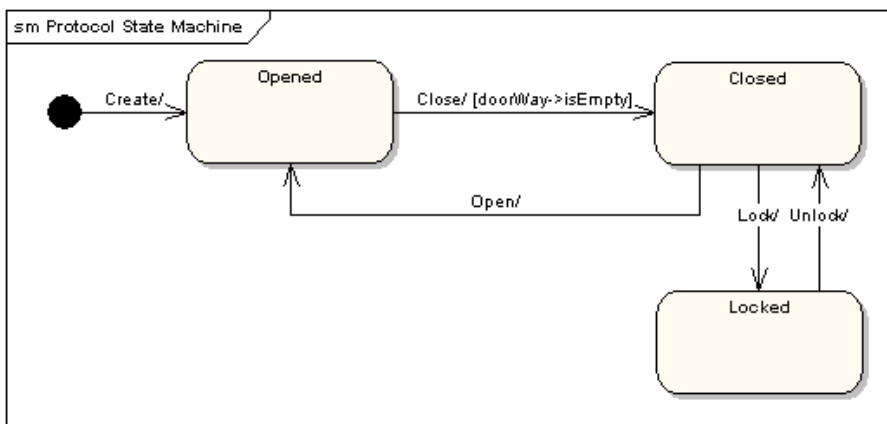 sm Protocol State Machine
Opened
Closed
Create/
Close/ [doorWay->isEmpty]
Open/
Lock/
Unlock/
Locked